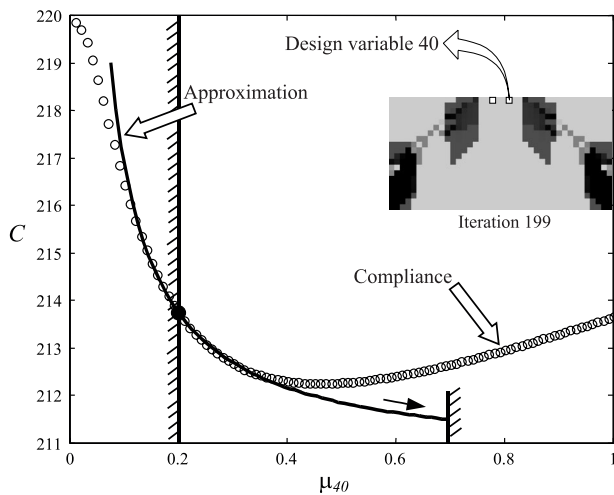 220
219
218
217
216
215
214
213
212
211
C
0
0.2
0.4
0.6
0.8
1
μ40
Design variable 40
Approximation
Iteration 199
Compliance